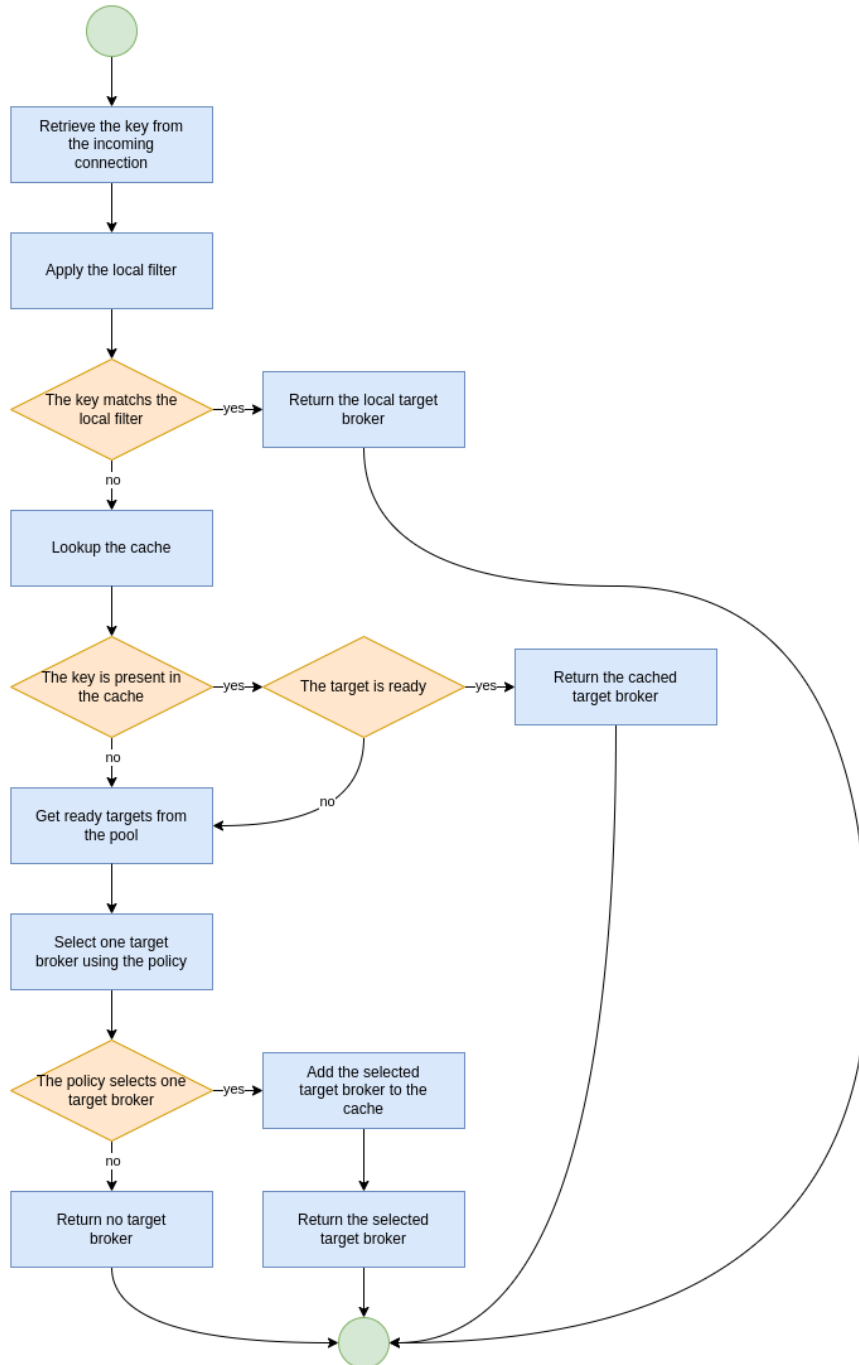 Retrieve the key from
the incoming
connection
Apply the local filter
The key matchs the
local filter
yes
Return the local target
broker
no
Lookup the cache
The key is present in
the cache
yes
The target is ready
yes
Return the cached
target broker
no
no
Get ready targets from
the pool
Select one target
broker using the policy
The policy selects one
target broker
yes
Add the selected
target broker to the
cache
no
Return no target
broker
Return the selected
target broker